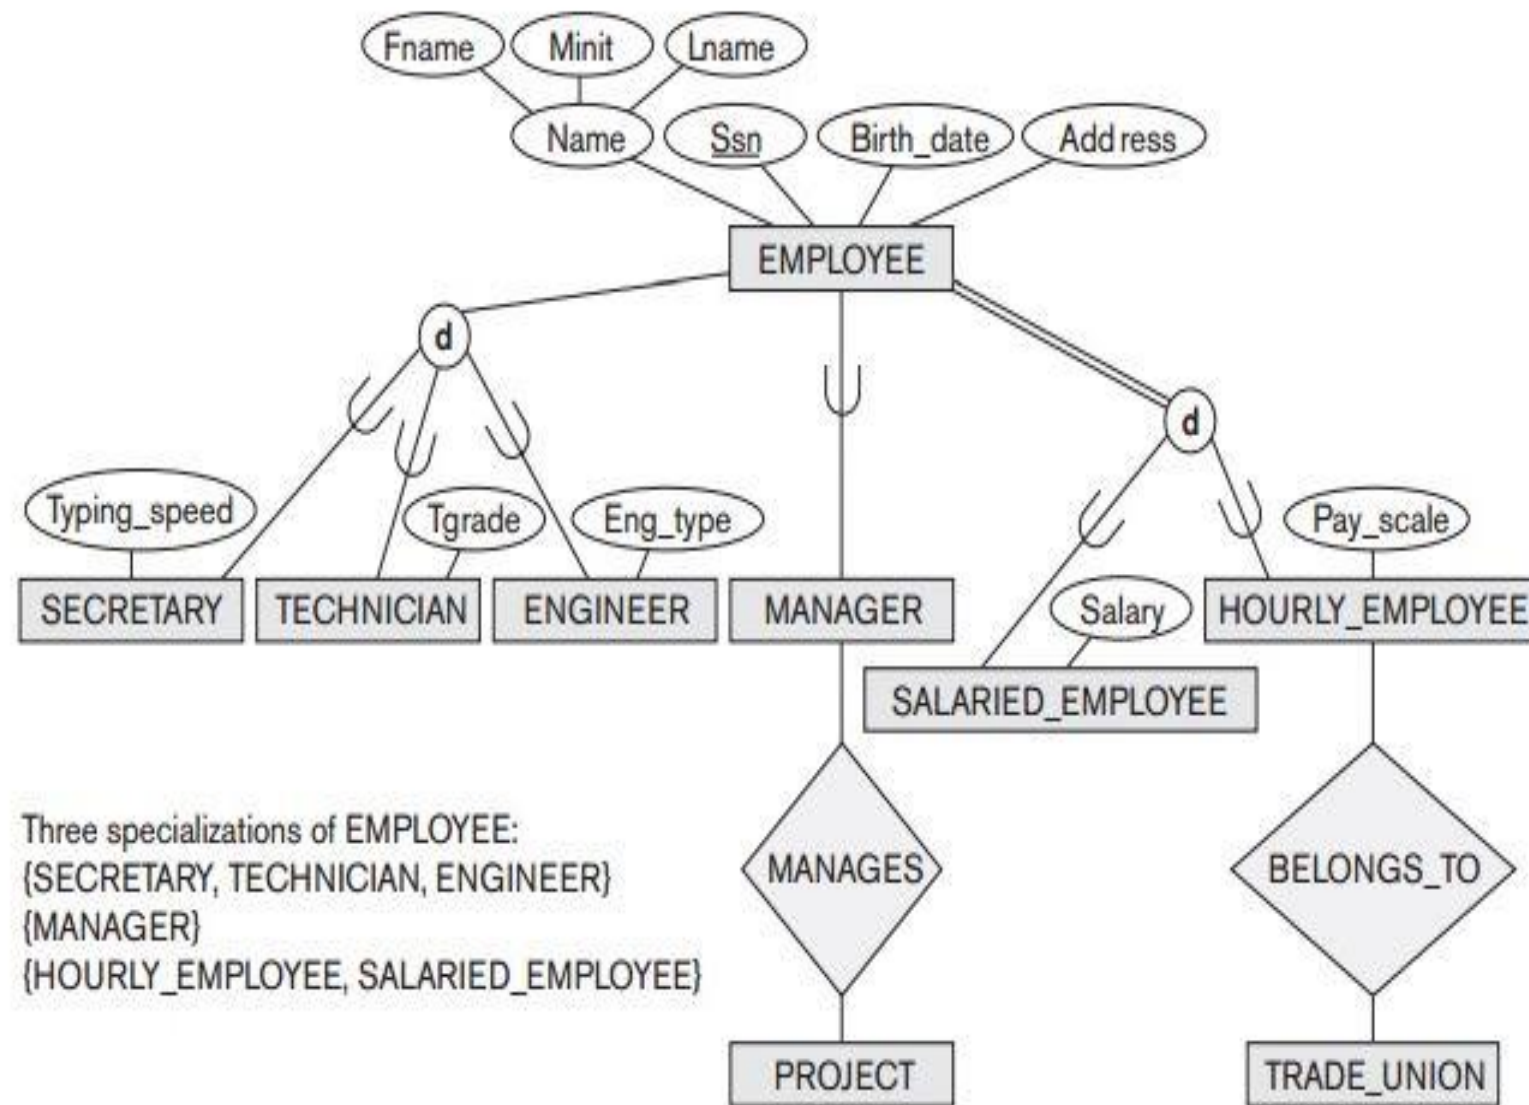 Fname Minit Lname
Name Ssn Birth_date Address
EMPLOYEE
d
d
Typing_speed Tgrade Eng_type Pay_scale
SECRETARY TECHNICIAN ENGINEER MANAGER Salary HOURLY_EMPLOYEE
SALARIED_EMPLOYEE
Three specializations of EMPLOYEE:
{SECRETARY, TECHNICIAN, ENGINEER}
{MANAGER}
{HOURLY_EMPLOYEE, SALARIED_EMPLOYEE}
MANAGES BELONGS_TO
PROJECT TRADE_UNION